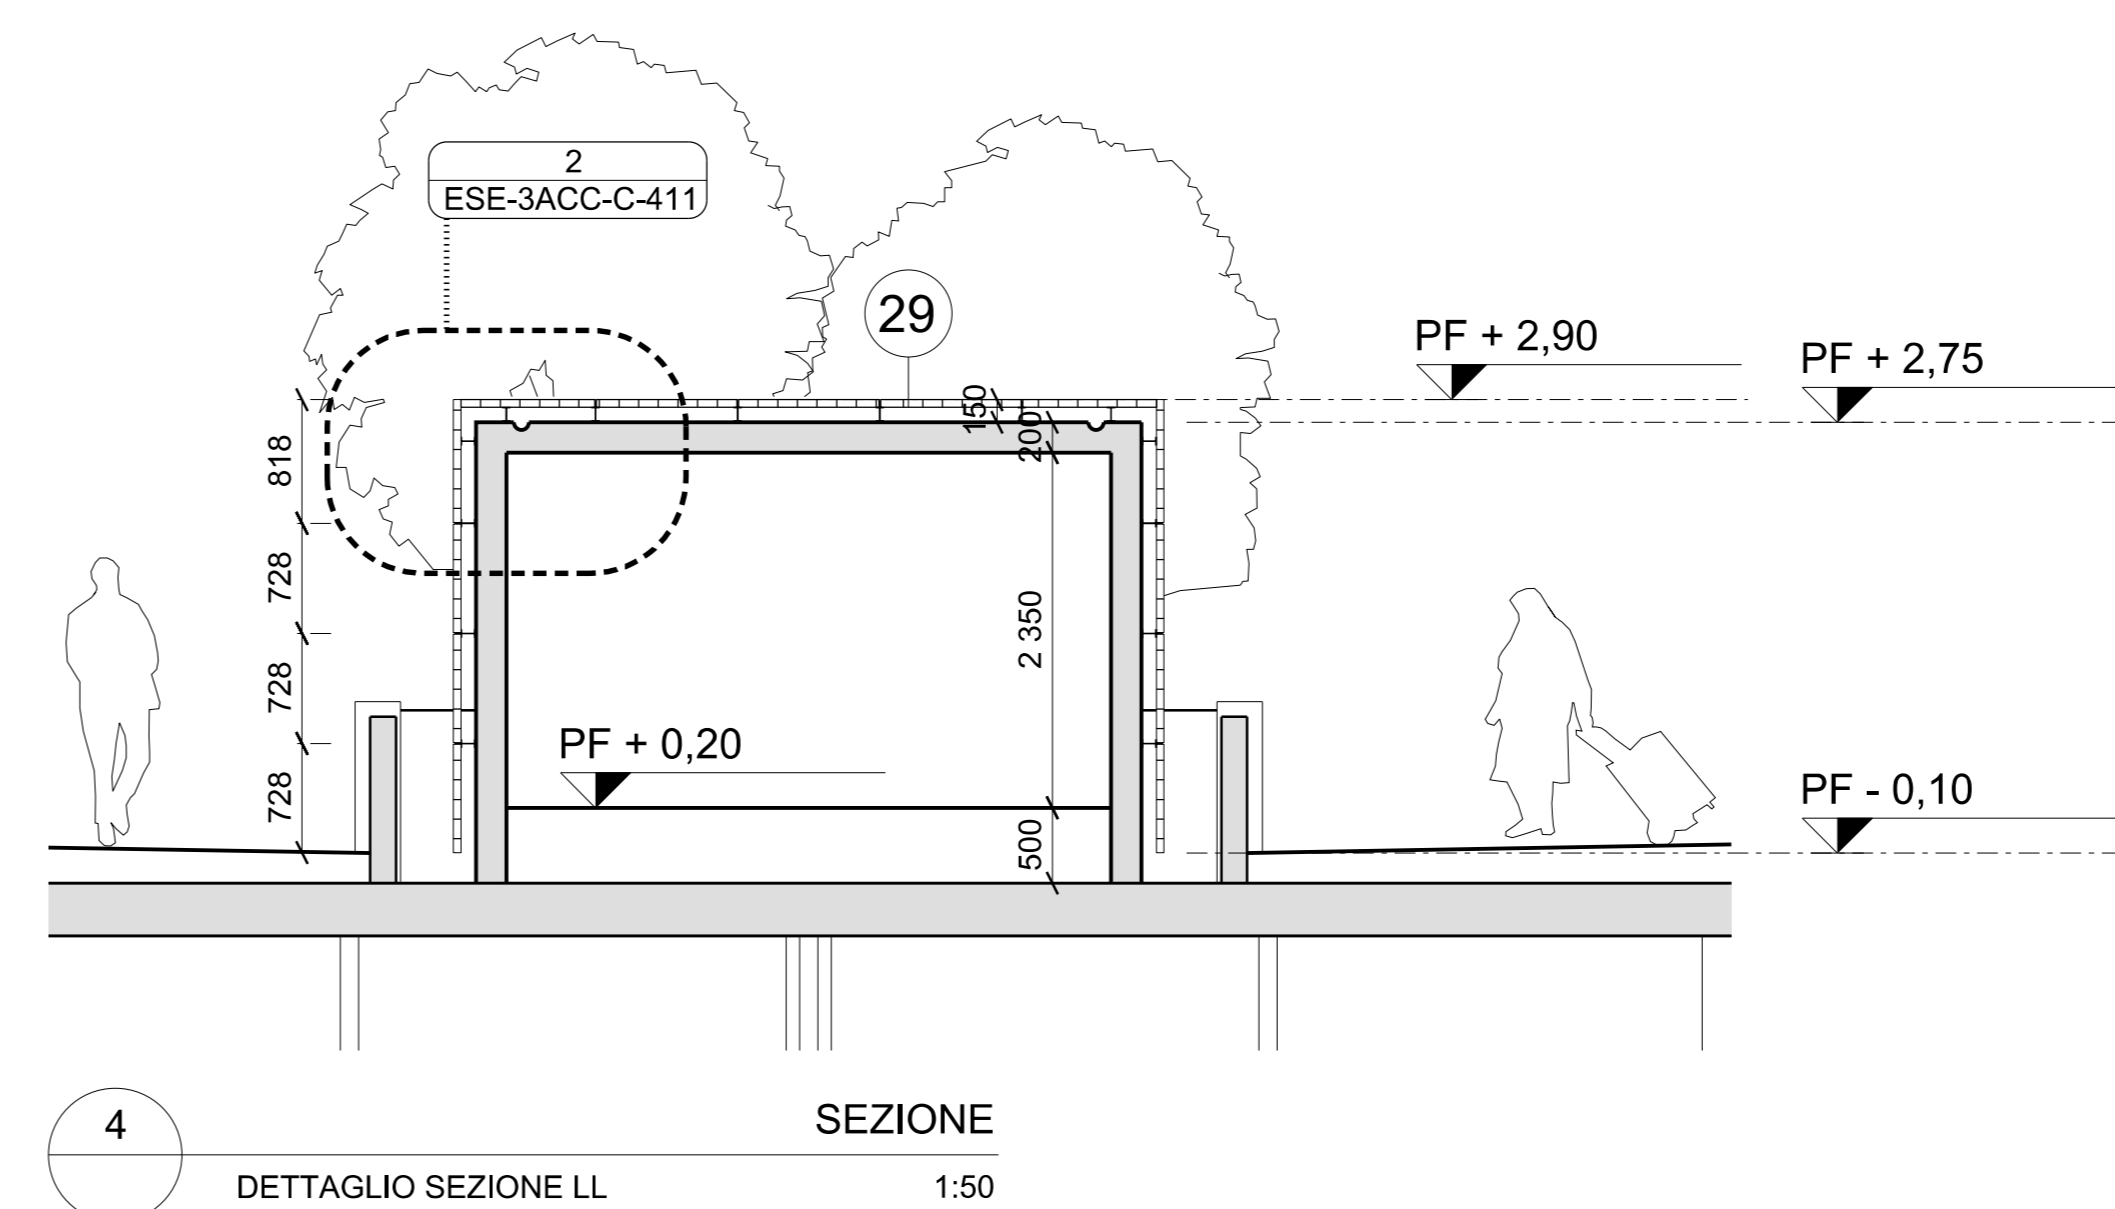 2
ESE-3ACC-C-411
29
PF + 2,90
PF + 2,75
150
200
818
728
2 350
728
PF + 0,20
728
500
PF - 0,10
4
SEZIONE
DETTAGLIO SEZIONE LL
1:50